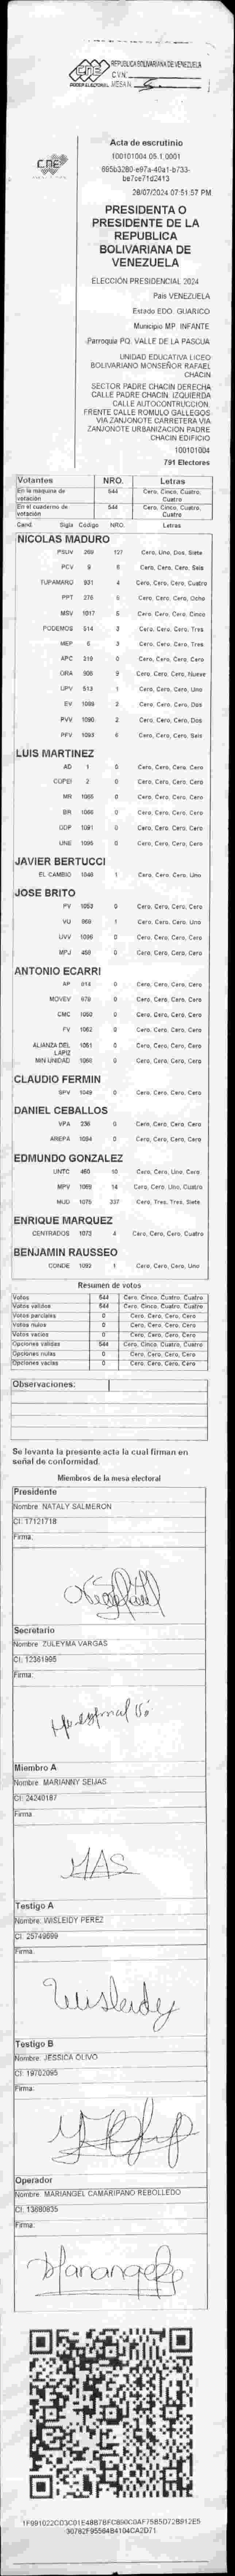 REPUBLICA BOLIVARIANA DE VENEZUELA
CNE
PODER ELECTORAL
Acta de escrutinio
100101004.05.1.0001
be7ce71d2413
28/07/2024 07:51:57 PM
PRESIDENTA O
PRESIDENTE DE LA
REPUBLICA
BOLIVARIANA DE
VENEZUELA
ELECCIÓN PRESIDENCIAL 2024
País VENEZUELA
Estado EDO. GUARICO
Municipio MP. INFANTE
Parroquia PQ. VALLE DE LA PASCUA
UNIDAD EDUCATIVA LICEO
BOLIVARIANO MONSEÑOR RAFAEL
CHACIN
SECTOR PADRE CHACIN DERECHA
CALLE PADRE CHACIN. IZQUIERDA
CALLE AUTOCONTRUCCION.
FRENTE CALLE ROMULO GALLEGOS
VIA ZANJONOTE CARRETERA VIA
ZANJONOTE URBANIZACION PADRE
CHACIN EDIFICIO
100101004
791 Electores
Votantes NRO. Letras
En la máquina de votación 544 Cero, Cinco, Cuatro, Cuatro
En el cuaderno de votación 544 Cero, Cinco, Cuatro, Cuatro
Cand. Sigla Código NRO. Letras
NICOLAS MADURO
PSUV 269 127 Cero, Uno, Dos, Siete
PCV 9 6 Cero, Cero, Cero, Seis
TUPAMARO 931 4 Cero, Cero, Cero, Cuatro
PPT 276 8 Cero, Cero, Cero, Ocho
MSV 1017 5 Cero, Cero, Cero, Cinco
PODEMOS 514 3 Cero, Cero, Cero, Tres
MEP 6 3 Cero, Cero, Cero, Tres
APC 219 0 Cero, Cero, Cero, Cero
ORA 906 9 Cero, Cero, Cero, Nueve
UPV 513 1 Cero, Cero, Cero, Uno
EV 1089 2 Cero, Cero, Cero, Dos
PVV 1090 2 Cero, Cero, Cero, Dos
PFV 1093 6 Cero, Cero, Cero, Seis
LUIS MARTINEZ
AD 1 0 Cero, Cero, Cero, Cero
COPEI 2 0 Cero, Cero, Cero, Cero
MR 1065 0 Cero, Cero, Cero, Cero
BR 1066 0 Cero, Cero, Cero, Cero
DDP 1091 0 Cero, Cero, Cero, Cero
UNE 1095 0 Cero, Cero, Cero, Cero
JAVIER BERTUCCI
EL CAMBIO 1048 1 Cero, Cero, Cero, Uno
JOSE BRITO
PV 1053 0 Cero, Cero, Cero, Cero
VU 969 1 Cero, Cero, Cero, Uno
UVV 1096 0 Cero, Cero, Cero, Cero
MPJ 459 0 Cero, Cero, Cero, Cero
ANTONIO ECARRI
AP 914 0 Cero, Cero, Cero, Cero
MOVEV 679 0 Cero, Cero, Cero, Cero
CMC 1050 0 Cero, Cero, Cero, Cero
FV 1062 0 Cero, Cero, Cero, Cero
ALIANZA DEL LAPIZ 1051 0 Cero, Cero, Cero, Cero
MIN UNIDAD 1068 0 Cero, Cero, Cero, Cero
CLAUDIO FERMIN
SPV 1049 0 Cero, Cero, Cero, Cero
DANIEL CEBALLOS
VPA 236 0 Cero, Cero, Cero, Cero
AREPA 1094 0 Cero, Cero, Cero, Cero
EDMUNDO GONZALEZ
UNTC 460 10 Cero, Cero, Uno, Cero
MPV 1069 14 Cero, Cero, Uno, Cuatro
MUD 1075 337 Cero, Tres, Tres, Siete
ENRIQUE MARQUEZ
CENTRADOS 1073 4 Cero, Cero, Cero, Cuatro
BENJAMIN RAUSSEO
CONDE 1092 1 Cero, Cero, Cero, Uno
Resumen de votos
Votos 544 Cero, Cinco, Cuatro, Cuatro
Votos válidos 544 Cero, Cinco, Cuatro, Cuatro
Votos parciales 0 Cero, Cero, Cero, Cero
Votos nulos 0 Cero, Cero, Cero, Cero
Votos vacíos 0 Cero, Cero, Cero, Cero
Opciones válidas 544 Cero, Cinco, Cuatro, Cuatro
Opciones nulas 0 Cero, Cero, Cero, Cero
Opciones vacías 0 Cero, Cero, Cero, Cero
Observaciones:
Se levanta la presente acta la cual firman en
señal de conformidad.
Miembros de la mesa electoral
Presidente
Nombre: NATALY SALMERON
CI: 17121718
Firma:
Secretario
Nombre: ZULEYMA VARGAS
CI: 12361995
Firma:
Miembro A
Nombre: MARIANNY SEIJAS
CI: 24240187
Firma:
MAS
Testigo A
Nombre: WISLEIDY PEREZ
CI: 25749699
Firma:
Wisleidy
Testigo B
Nombre: JESSICA OLIVO
CI: 19702095
Firma:
Operador
Nombre: MARIANGEL CAMARIPANO REBOLLEDO
CI: 13680835
Firma: